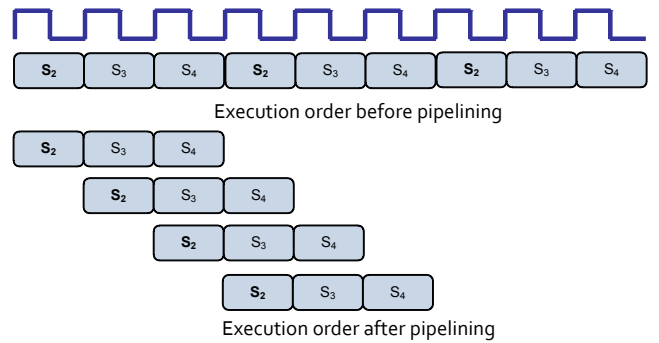 S₂ S₃ S₄ S₂ S₃ S₄ S₂ S₃ S₄
Execution order before pipelining
S₂ S₃ S₄
S₂ S₃ S₄
S₂ S₃ S₄
S₂ S₃ S₄
Execution order after pipelining